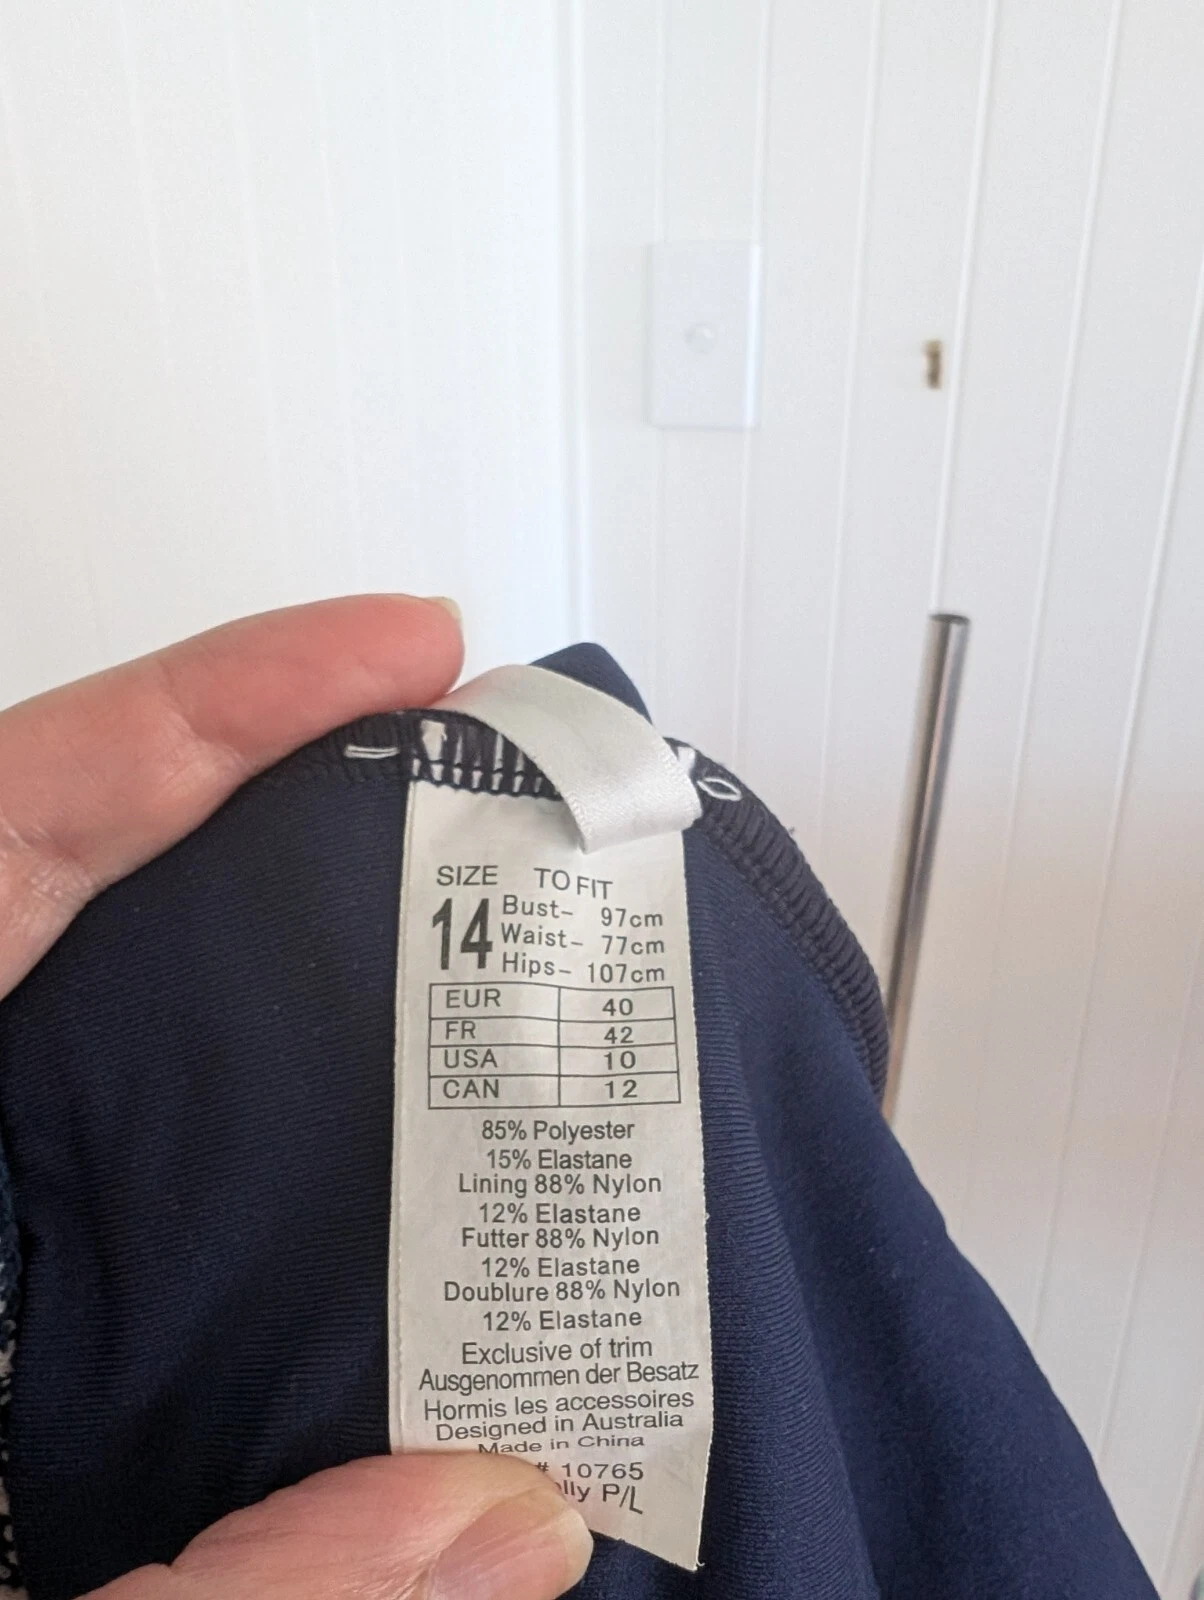 SIZE TO FIT
14 Bust- 97cm
Waist- 77cm
Hips- 107cm
EUR 40
FR 42
USA 10
CAN 12
85% Polyester
15% Elastane
Lining 88% Nylon
12% Elastane
Futter 88% Nylon
12% Elastane
Doublure 88% Nylon
12% Elastane
Exclusive of trim
Ausgenommen der Besatz
Hormis les accessoires
Designed in Australia
Made in China
# 10765
P/L